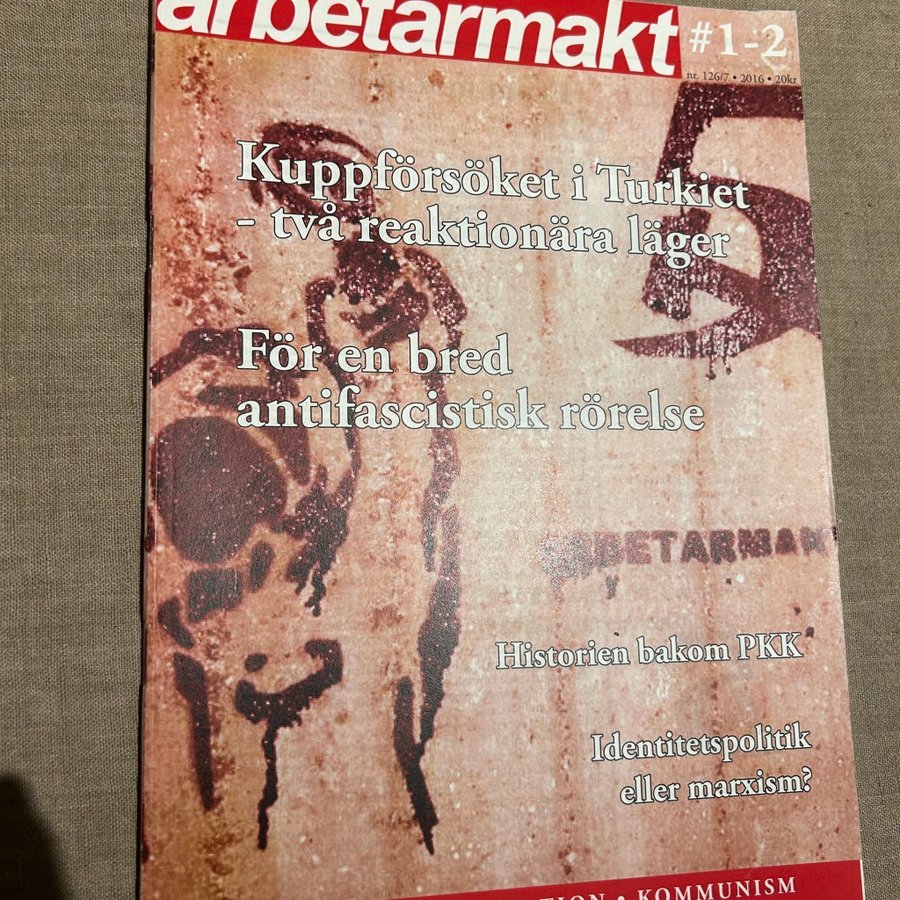 arbetarmakt
#1-2
nr. 126/7 • 2016 • 20kr
Kuppförsöket i Turkiet
- två reaktionära läger
För en bred
antifascistisk rörelse
ARBETARMAK
Historien bakom PKK
Identitetspolitik
eller marxism?
• KOMMUNISM